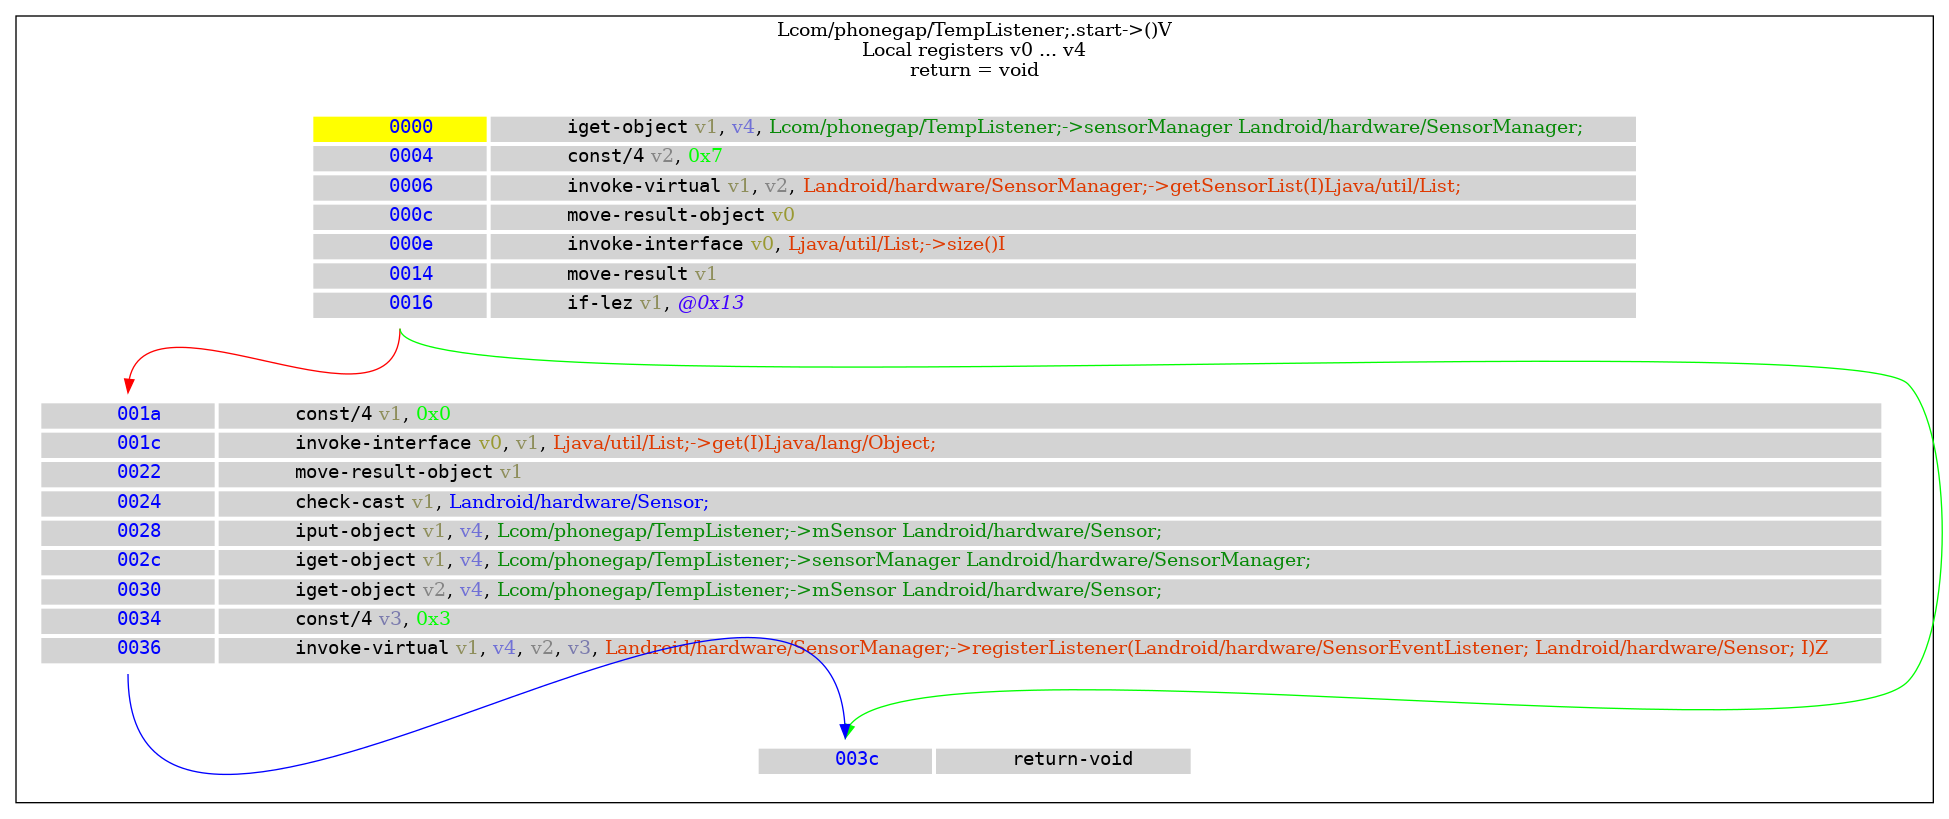 Lcom/phonegap/TempListener;.start->()V
Local registers v0 ... v4
return = void
0000 iget-object v1, v4, Lcom/phonegap/TempListener;->sensorManager Landroid/hardware/SensorManager;
0004 const/4 v2, 0x7
0006 invoke-virtual v1, v2, Landroid/hardware/SensorManager;->getSensorList(I)Ljava/util/List;
000c move-result-object v0
000e invoke-interface v0, Ljava/util/List;->size()I
0014 move-result v1
0016 if-lez v1, @0x13
001a const/4 v1, 0x0
001c invoke-interface v0, v1, Ljava/util/List;->get(I)Ljava/lang/Object;
0022 move-result-object v1
0024 check-cast v1, Landroid/hardware/Sensor;
0028 iput-object v1, v4, Lcom/phonegap/TempListener;->mSensor Landroid/hardware/Sensor;
002c iget-object v1, v4, Lcom/phonegap/TempListener;->sensorManager Landroid/hardware/SensorManager;
0030 iget-object v2, v4, Lcom/phonegap/TempListener;->mSensor Landroid/hardware/Sensor;
0034 const/4 v3, 0x3
0036 invoke-virtual v1, v4, v2, v3, Landroid/hardware/SensorManager;->registerListener(Landroid/hardware/SensorEventListener; Landroid/hardware/Sensor; I)Z
003c return-void